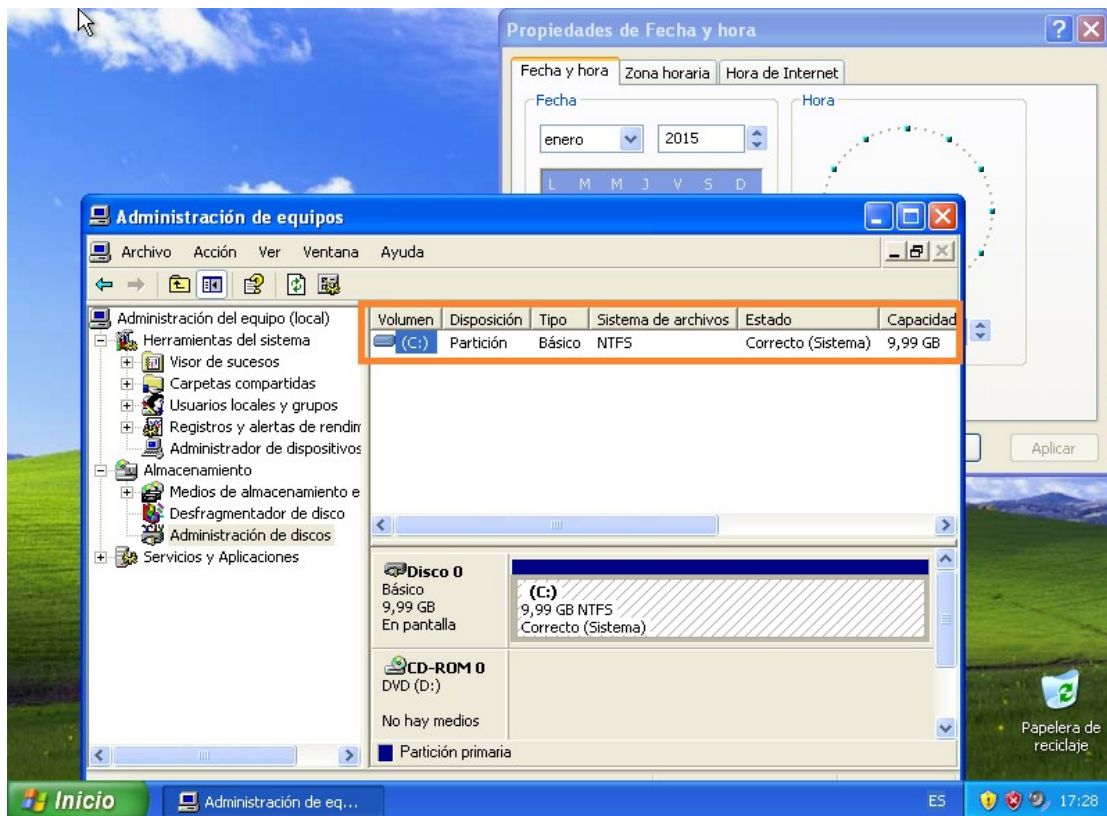 Propiedades de Fecha y hora
Fecha y hora Zona horaria Hora de Internet
Fecha Hora
enero 2015
L M M J V S D
Administración de equipos
Archivo Acción Ver Ventana Ayuda
Administración del equipo (local)
Herramientas del sistema
Visor de sucesos
Carpetas compartidas
Usuarios locales y grupos
Registros y alertas de rendim
Administrador de dispositivos
Almacenamiento
Medios de almacenamiento e
Desfragmentador de disco
Administración de discos
Servicios y Aplicaciones
Volumen Disposición Tipo Sistema de archivos Estado Capacidad
(C:) Partición Básico NTFS Correcto (Sistema) 9,99 GB
Disco 0
Básico
9,99 GB
En pantalla
(C:)
9,99 GB NTFS
Correcto (Sistema)
CD-ROM 0
DVD (D:)
No hay medios
Partición primaria
Aplicar
Papelera de
reciclaje
Inicio Administración de eq... ES 17:28